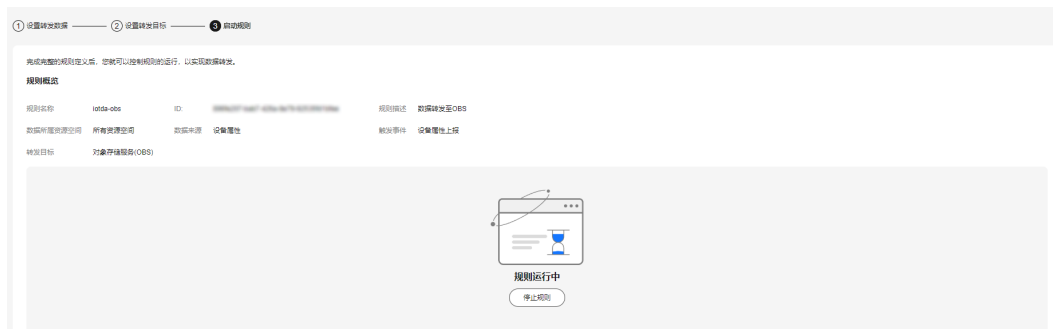 1 设置转发数据 2 设置转发目标 3 启动规则
完成完整的规则定义后，您就可以控制规则的运行，以实现数据转发。
规则概览
规则名称 iotda-obs ID: 规则描述 数据转发至OBS
数据所属资源空间 所有资源空间 数据来源 设备属性 触发事件 设备属性上报
转发目标 对象存储服务(OBS)
规则运行中
停止规则